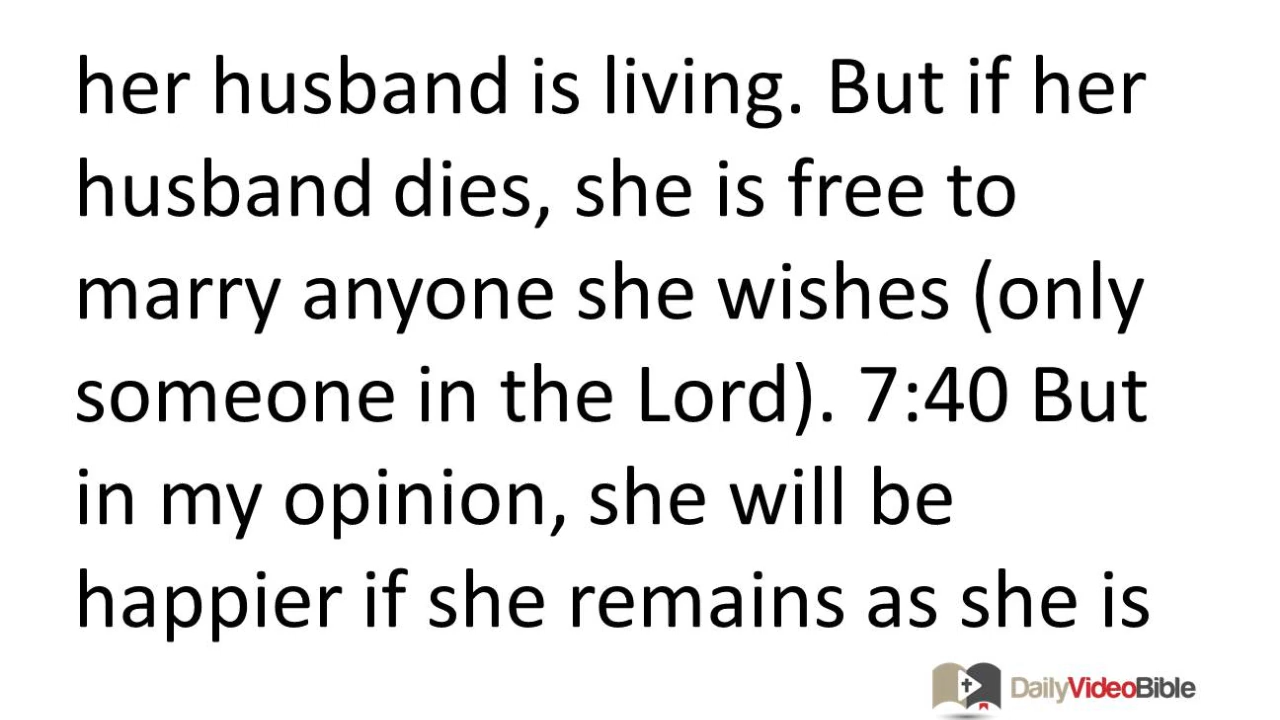 her husband is living. But if her
husband dies, she is free to
marry anyone she wishes (only
someone in the Lord). 7:40 But
in my opinion, she will be
happier if she remains as she is
DailyVideoBible